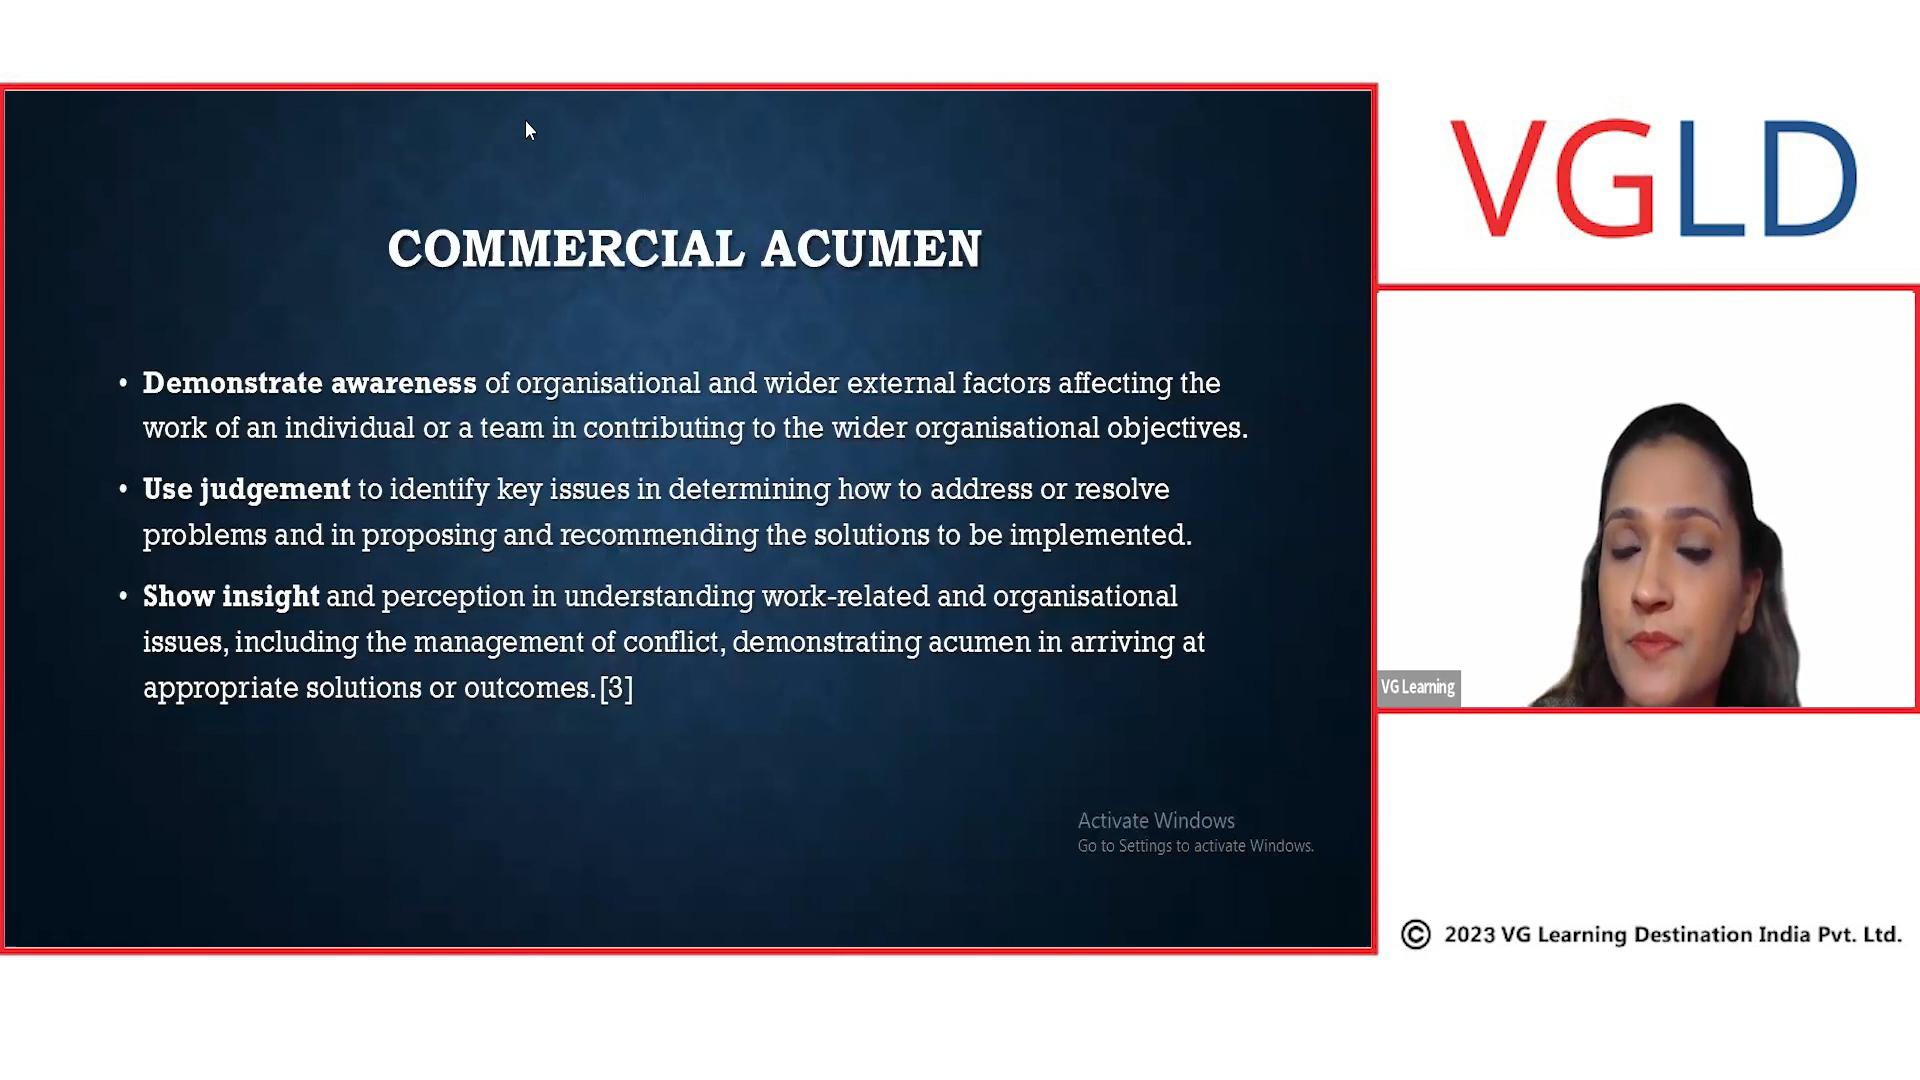 COMMERCIAL ACUMEN
• Demonstrate awareness of organisational and wider external factors affecting the
work of an individual or a team in contributing to the wider organisational objectives.
• Use judgement to identify key issues in determining how to address or resolve
problems and in proposing and recommending the solutions to be implemented.
• Show insight and perception in understanding work-related and organisational
issues, including the management of conflict, demonstrating acumen in arriving at
appropriate solutions or outcomes.[3]
Activate Windows
Go to Settings to activate Windows.
VGLD
VG Learning
© 2023 VG Learning Destination India Pvt. Ltd.